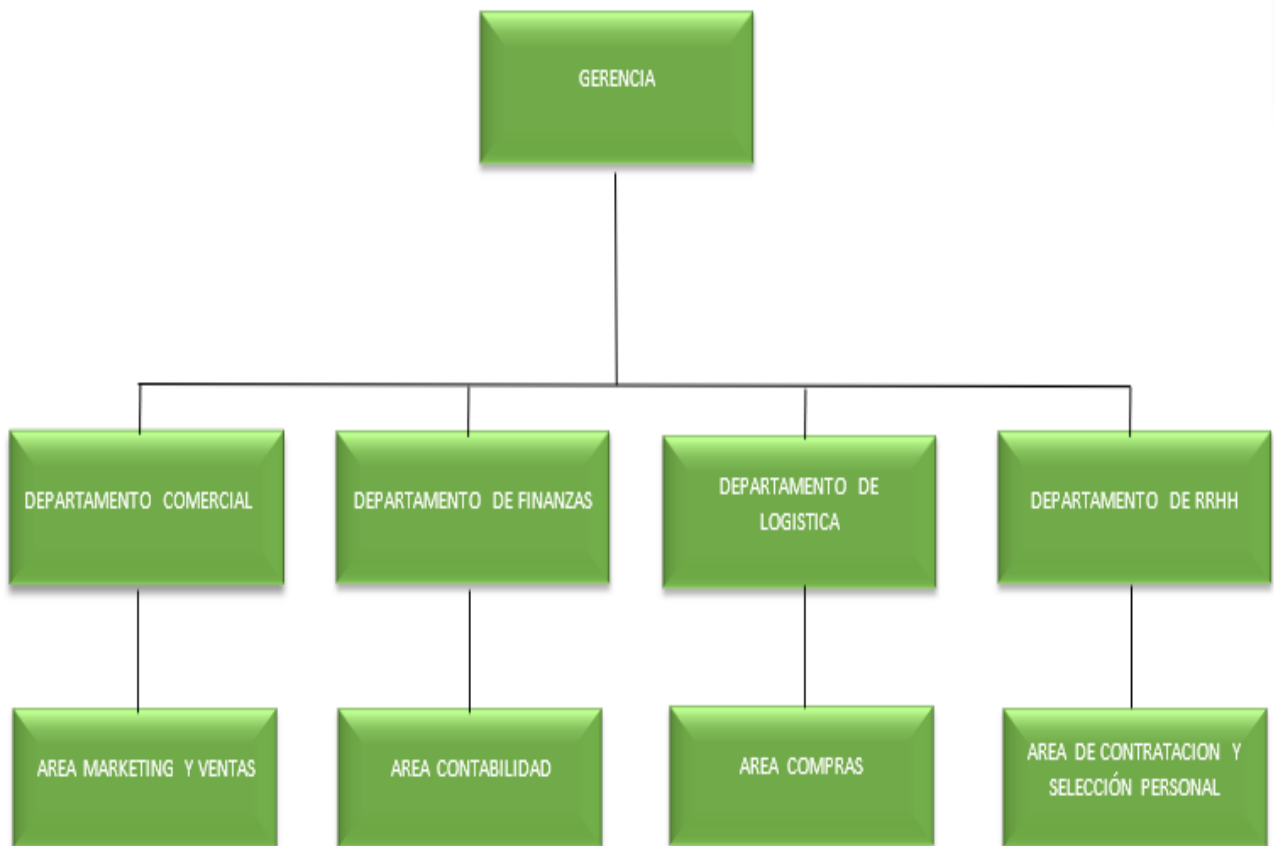 GERENCIA
DEPARTAMENTO COMERCIAL
DEPARTAMENTO DE FINANZAS
DEPARTAMENTO DE
LOGISTICA
DEPARTAMENTO DE RRHH
AREA MARKETING Y VENTAS
AREA CONTABILIDAD
AREA COMPRAS
AREA DE CONTRATACION Y
SELECCIÓN PERSONAL